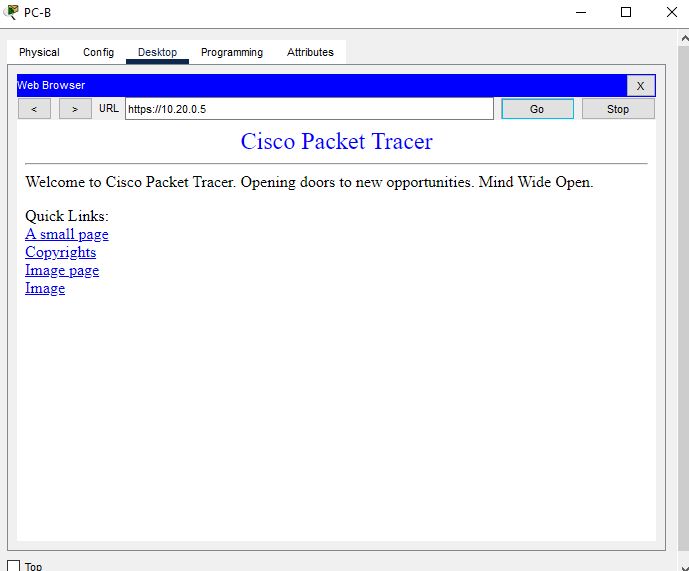 PC-B
Physical Config Desktop Programming Attributes
Web Browser X
< > URL https://10.20.0.5 Go Stop
Cisco Packet Tracer
Welcome to Cisco Packet Tracer. Opening doors to new opportunities. Mind Wide Open.
Quick Links:
A small page
Copyrights
Image page
Image
Top